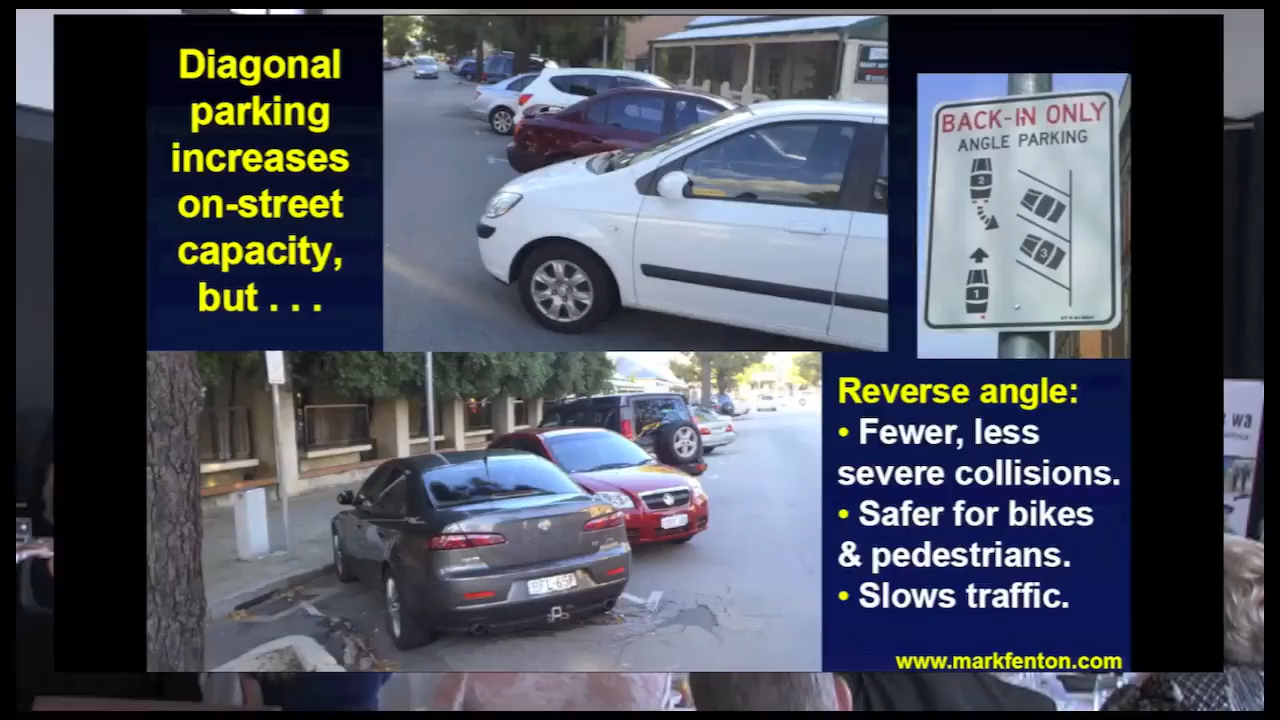 Diagonal
parking
increases
on-street
capacity,
but . . .
BACK-IN ONLY
ANGLE PARKING
2
3
1
Reverse angle:
• Fewer, less
severe collisions.
• Safer for bikes
& pedestrians.
• Slows traffic.
www.markfenton.com
wa